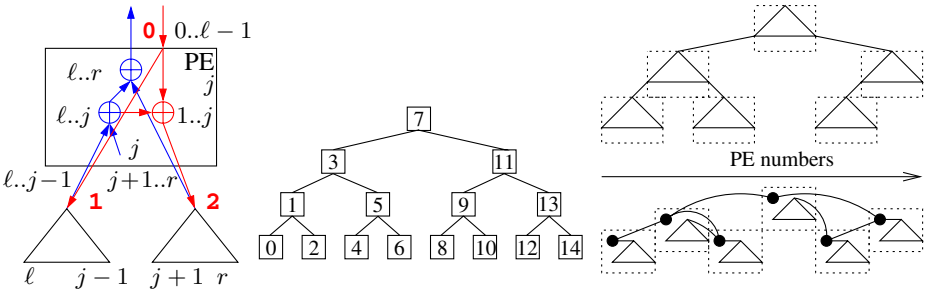 0 0..ℓ−1
PE
j
ℓ..r
ℓ..j 1..j
j
ℓ..j−1 j+1..r
1 2
ℓ j−1 j+1 r
7
3 11
1 5 9 13
0 2 4 6 8 10 12 14
PE numbers